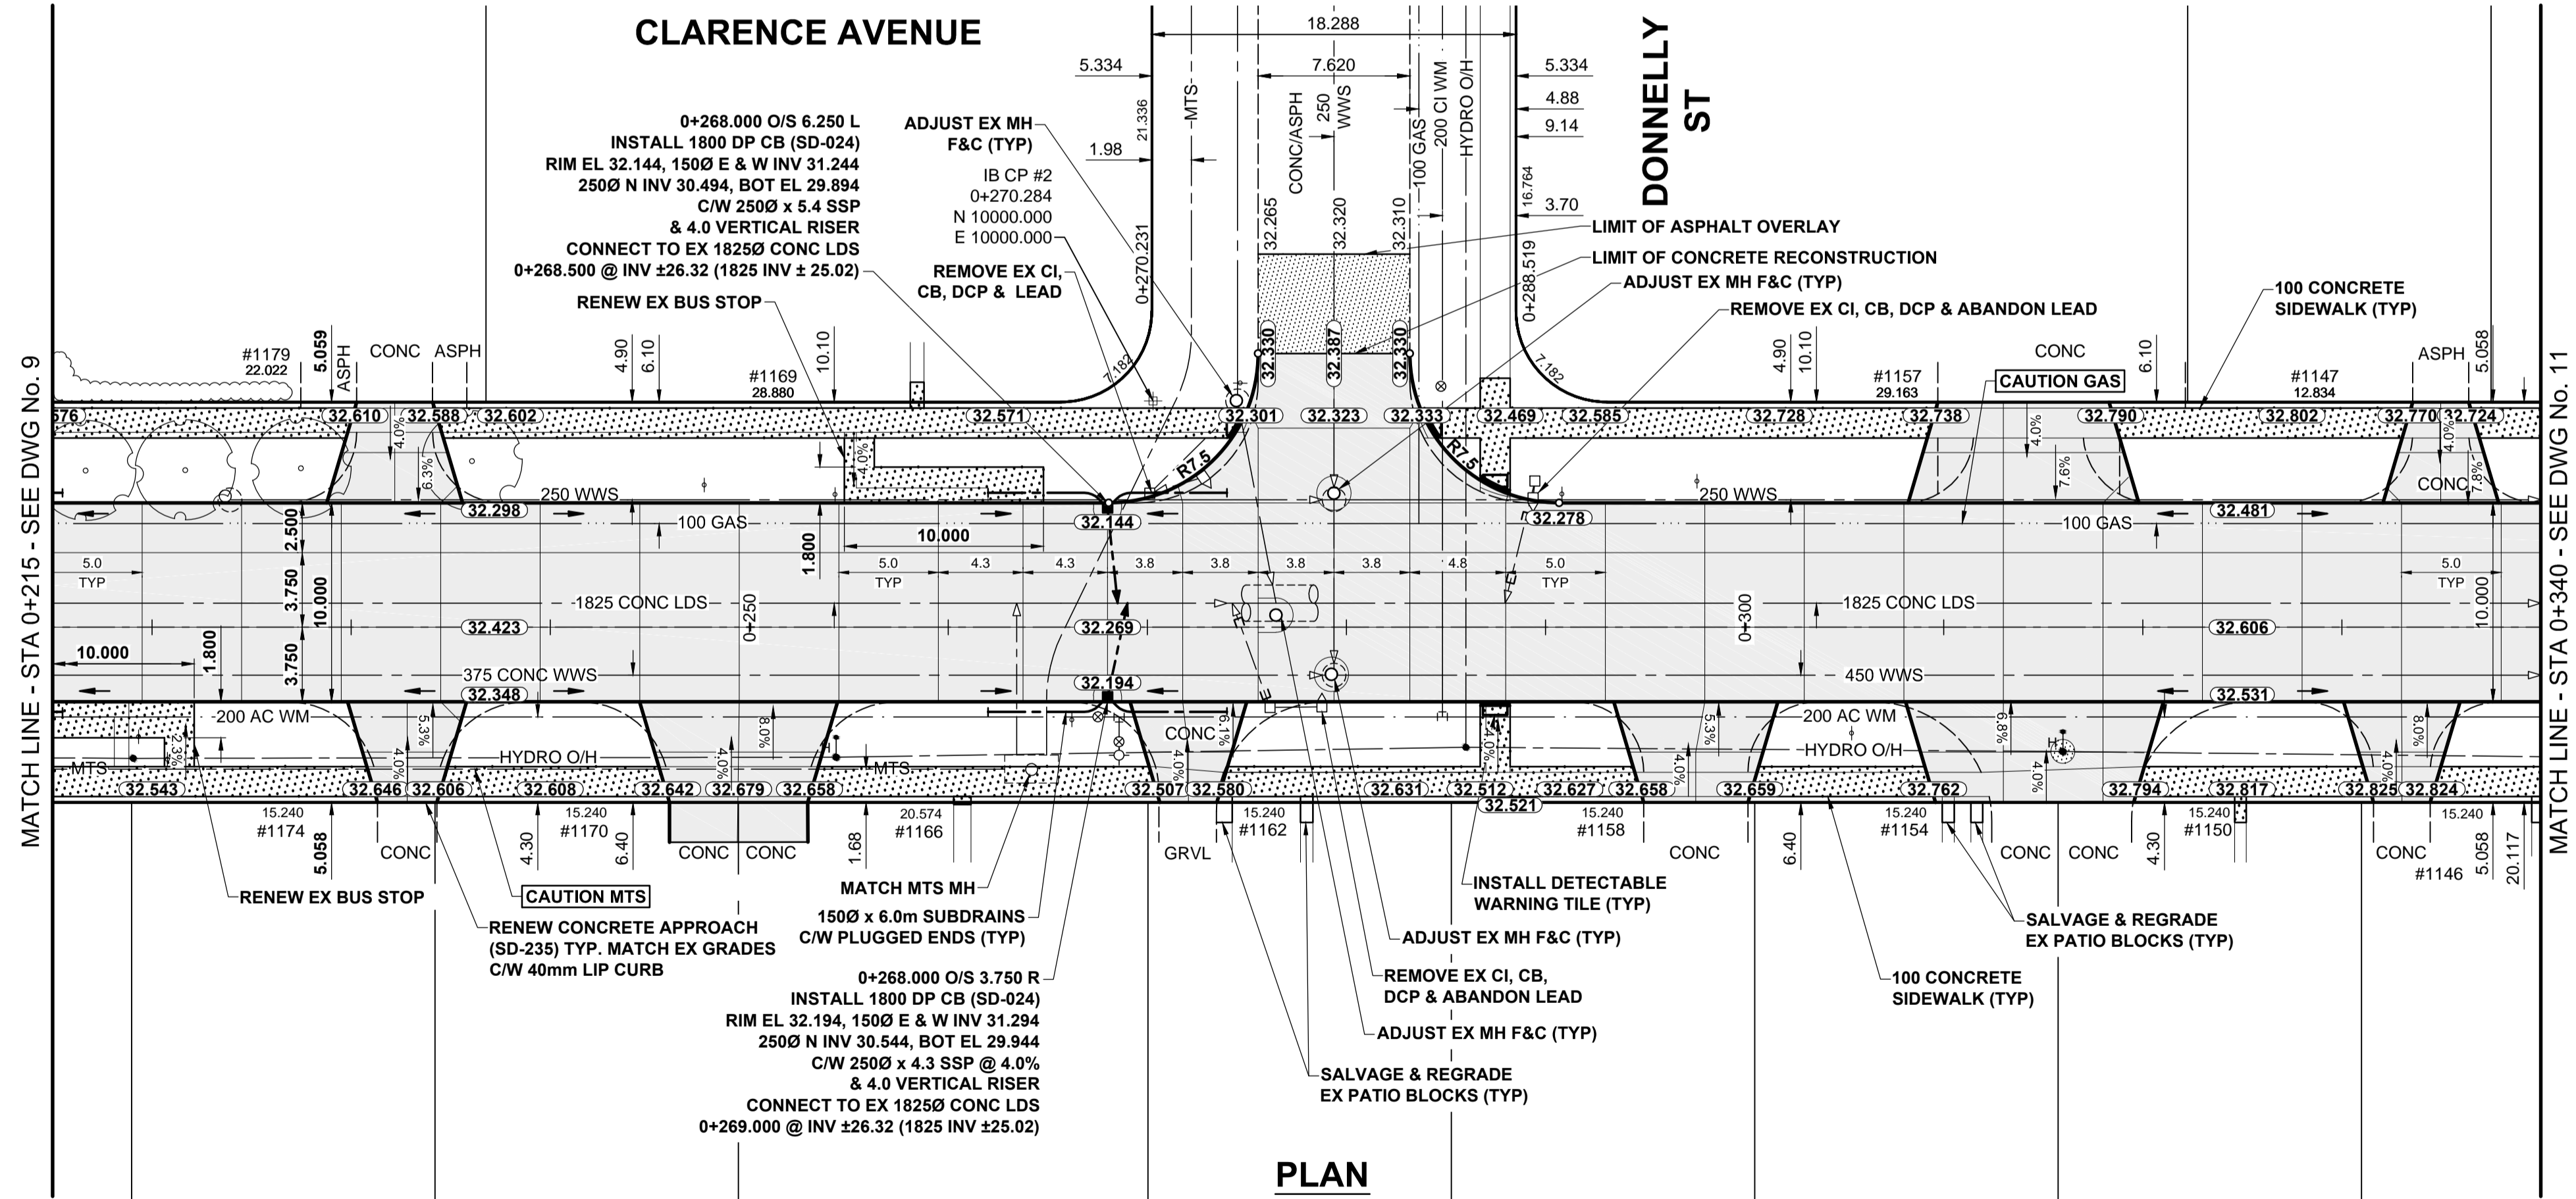 CLARENCE AVENUE
DONNELLY
ST
MATCH LINE - STA 0+215 - SEE DWG No. 9
MATCH LINE - STA 0+340 - SEE DWG No. 11
18.288
5.334
7.620
5.334
4.88
9.14
3.70
1.98
21.336
16.764
MTS
CONC/ASPH
250
WWS
100 GAS
200 CI WM
HYDRO O/H
0+268.000 O/S 6.250 L
INSTALL 1800 DP CB (SD-024)
RIM EL 32.144, 150Ø E & W INV 31.244
250Ø N INV 30.494, BOT EL 29.894
C/W 250Ø x 5.4 SSP
& 4.0 VERTICAL RISER
CONNECT TO EX 1825Ø CONC LDS
0+268.500 @ INV ±26.32 (1825 INV ± 25.02)
RENEW EX BUS STOP
ADJUST EX MH
F&C (TYP)
IB CP #2
0+270.284
N 10000.000
E 10000.000
REMOVE EX CI,
CB, DCP & LEAD
0+270.231
0+288.519
32.265
32.320
32.310
LIMIT OF ASPHALT OVERLAY
LIMIT OF CONCRETE RECONSTRUCTION
ADJUST EX MH F&C (TYP)
REMOVE EX CI, CB, DCP & ABANDON LEAD
100 CONCRETE
SIDEWALK (TYP)
32.330
32.387
32.330
#1179
22.022
5.059
ASPH
CONC
ASPH
4.90
6.10
#1169
28.880
10.10
7.182
7.182
4.90
10.10
#1157
29.163
CAUTION GAS
CONC
6.10
#1147
12.834
ASPH
5.058
576
32.610
32.588
32.602
32.571
32.301
32.323
32.333
32.469
32.585
32.728
32.738
32.790
32.802
32.770
32.724
4.0%
6.3%
4.0%
R7.5
R7.5
4.0%
7.6%
4.0%
7.8%
CONC
250 WWS
250 WWS
32.298
100 GAS
32.144
32.278
32.481
100 GAS
2.500
10.000
1.800
5.0
TYP
5.0
TYP
4.3
4.3
3.8
3.8
3.8
3.8
4.8
5.0
TYP
5.0
TYP
3.750
10.000
1825 CONC LDS
0+250
0+300
1825 CONC LDS
10.000
32.423
32.269
32.606
10.000
1.800
3.750
375 CONC WWS
450 WWS
32.348
32.194
32.531
200 AC WM
200 AC WM
5.3%
8.0%
CONC
6.1%
5.3%
6.8%
8.0%
2.3%
HYDRO O/H
HYDRO O/H
MTS
MTS
4.0%
4.0%
4.0%
4.0%
4.0%
4.0%
4.0%
32.543
32.646
32.606
32.608
32.642
32.679
32.658
32.507
32.580
32.631
32.512
32.521
32.627
32.658
32.659
32.762
32.794
32.817
32.825
32.824
15.240
#1174
5.058
CONC
4.30
15.240
#1170
6.40
CONC
CONC
1.68
20.574
#1166
GRVL
15.240
#1162
15.240
#1158
CONC
6.40
15.240
#1154
CONC
CONC
4.30
15.240
#1150
CONC
15.240
#1146
5.058
20.117
RENEW EX BUS STOP
CAUTION MTS
RENEW CONCRETE APPROACH
(SD-235) TYP. MATCH EX GRADES
C/W 40mm LIP CURB
MATCH MTS MH
150Ø x 6.0m SUBDRAINS
C/W PLUGGED ENDS (TYP)
0+268.000 O/S 3.750 R
INSTALL 1800 DP CB (SD-024)
RIM EL 32.194, 150Ø E & W INV 31.294
250Ø N INV 30.544, BOT EL 29.944
C/W 250Ø x 4.3 SSP @ 4.0%
& 4.0 VERTICAL RISER
CONNECT TO EX 1825Ø CONC LDS
0+269.000 @ INV ±26.32 (1825 INV ±25.02)
INSTALL DETECTABLE
WARNING TILE (TYP)
ADJUST EX MH F&C (TYP)
REMOVE EX CI, CB,
DCP & ABANDON LEAD
ADJUST EX MH F&C (TYP)
SALVAGE & REGRADE
EX PATIO BLOCKS (TYP)
SALVAGE & REGRADE
EX PATIO BLOCKS (TYP)
100 CONCRETE
SIDEWALK (TYP)
PLAN